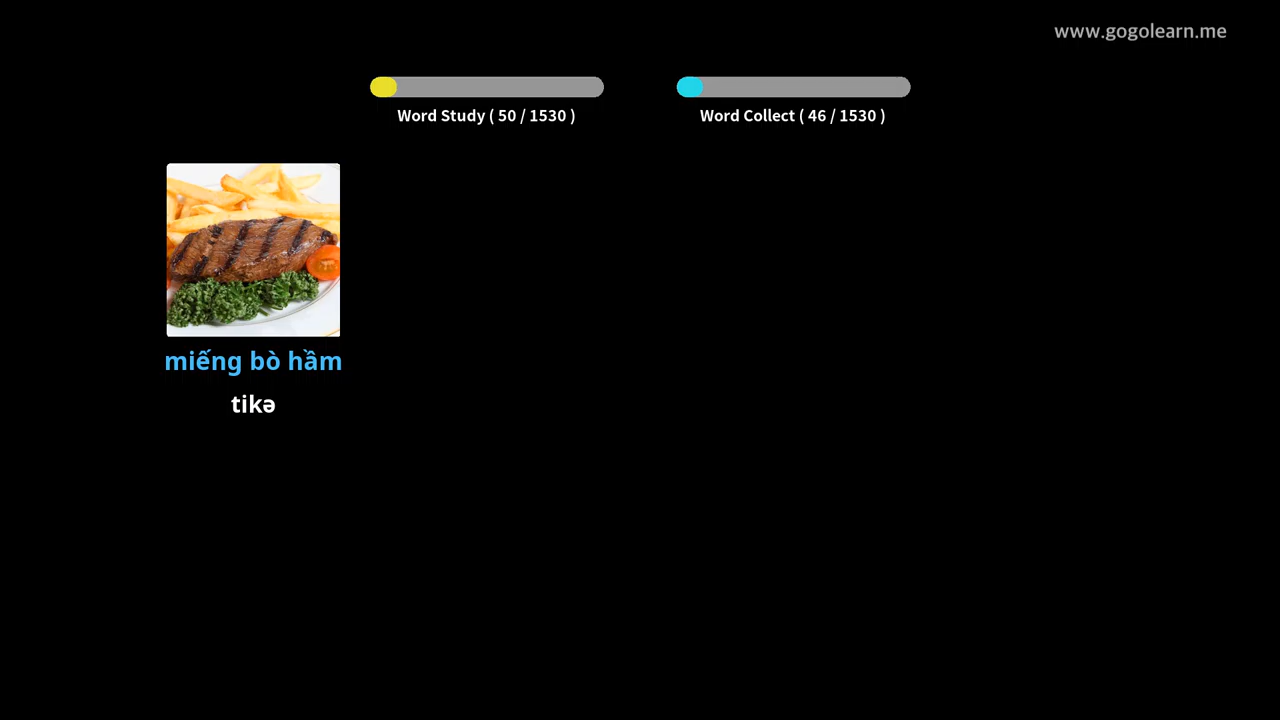 www.gogolearn.me
Word Study ( 50 / 1530 )
Word Collect ( 46 / 1530 )
miếng bò hầm
tikə